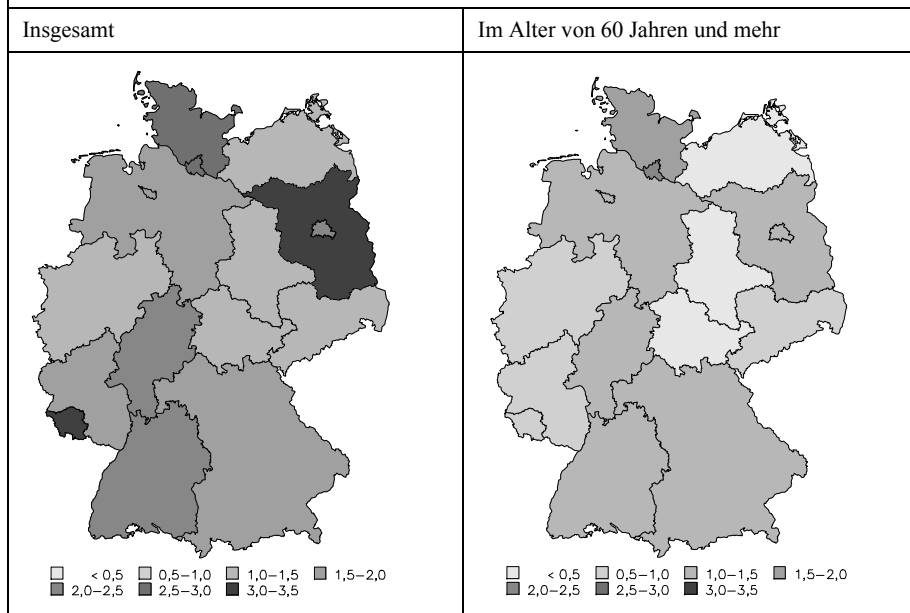 Insgesamt
Im Alter von 60 Jahren und mehr
< 0,5 0,5–1,0 1,0–1,5 1,5–2,0
2,0–2,5 2,5–3,0 3,0–3,5
< 0,5 0,5–1,0 1,0–1,5 1,5–2,0
2,0–2,5 2,5–3,0 3,0–3,5